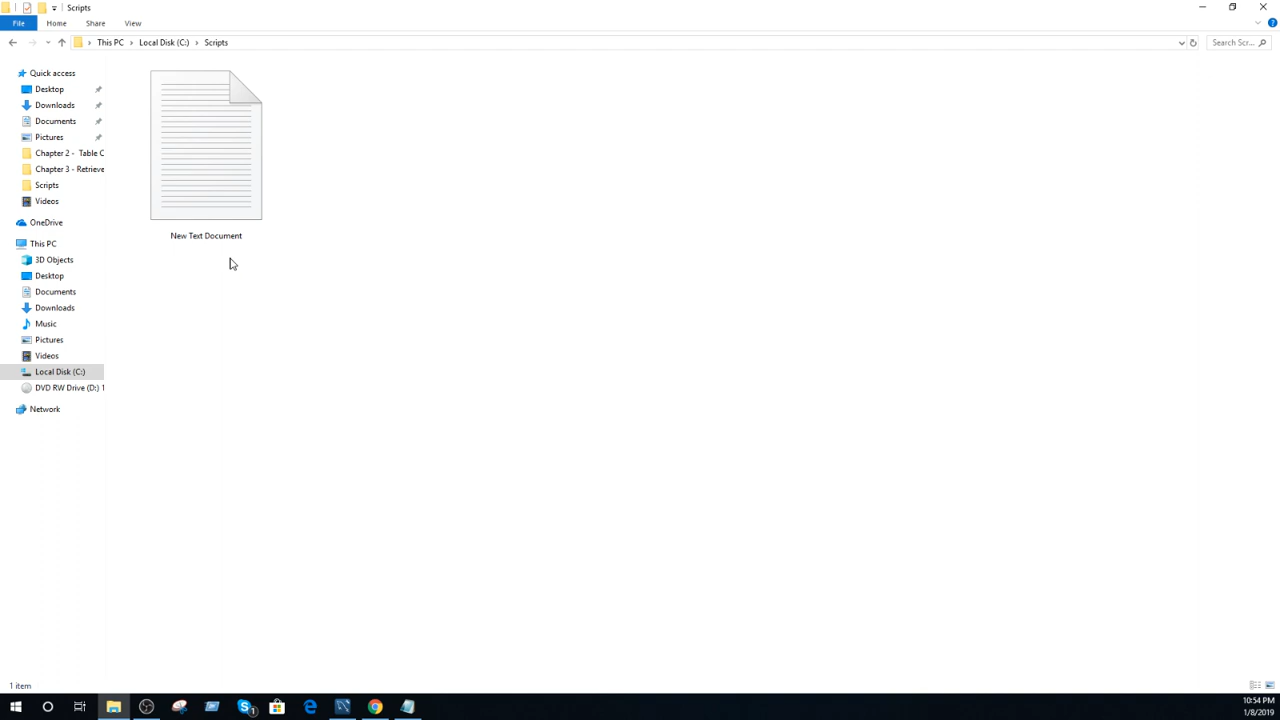 Scripts
File Home Share View
This PC Local Disk (C:) Scripts Search Scr...
Quick access
Desktop
Downloads
Documents
Pictures
Chapter 2 - Table C
Chapter 3 - Retrieve
Scripts
Videos
OneDrive
This PC
3D Objects
Desktop
Documents
Downloads
Music
Pictures
Videos
Local Disk (C:)
DVD RW Drive (D:) 1
Network
New Text Document
1 item
10:54 PM
1/8/2019